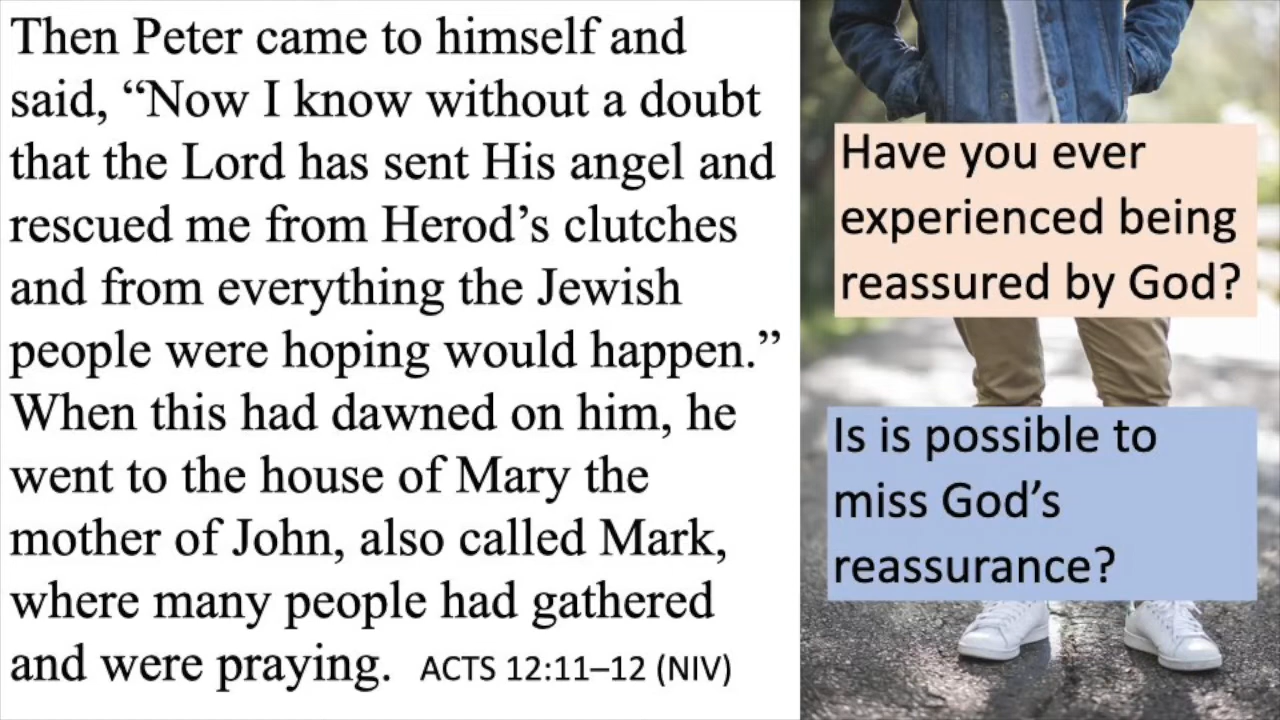 Then Peter came to himself and
said, “Now I know without a doubt
that the Lord has sent His angel and
rescued me from Herod’s clutches
and from everything the Jewish
people were hoping would happen.”
When this had dawned on him, he
went to the house of Mary the
mother of John, also called Mark,
where many people had gathered
and were praying. ACTS 12:11–12 (NIV)
Have you ever
experienced being
reassured by God?
Is is possible to
miss God’s
reassurance?